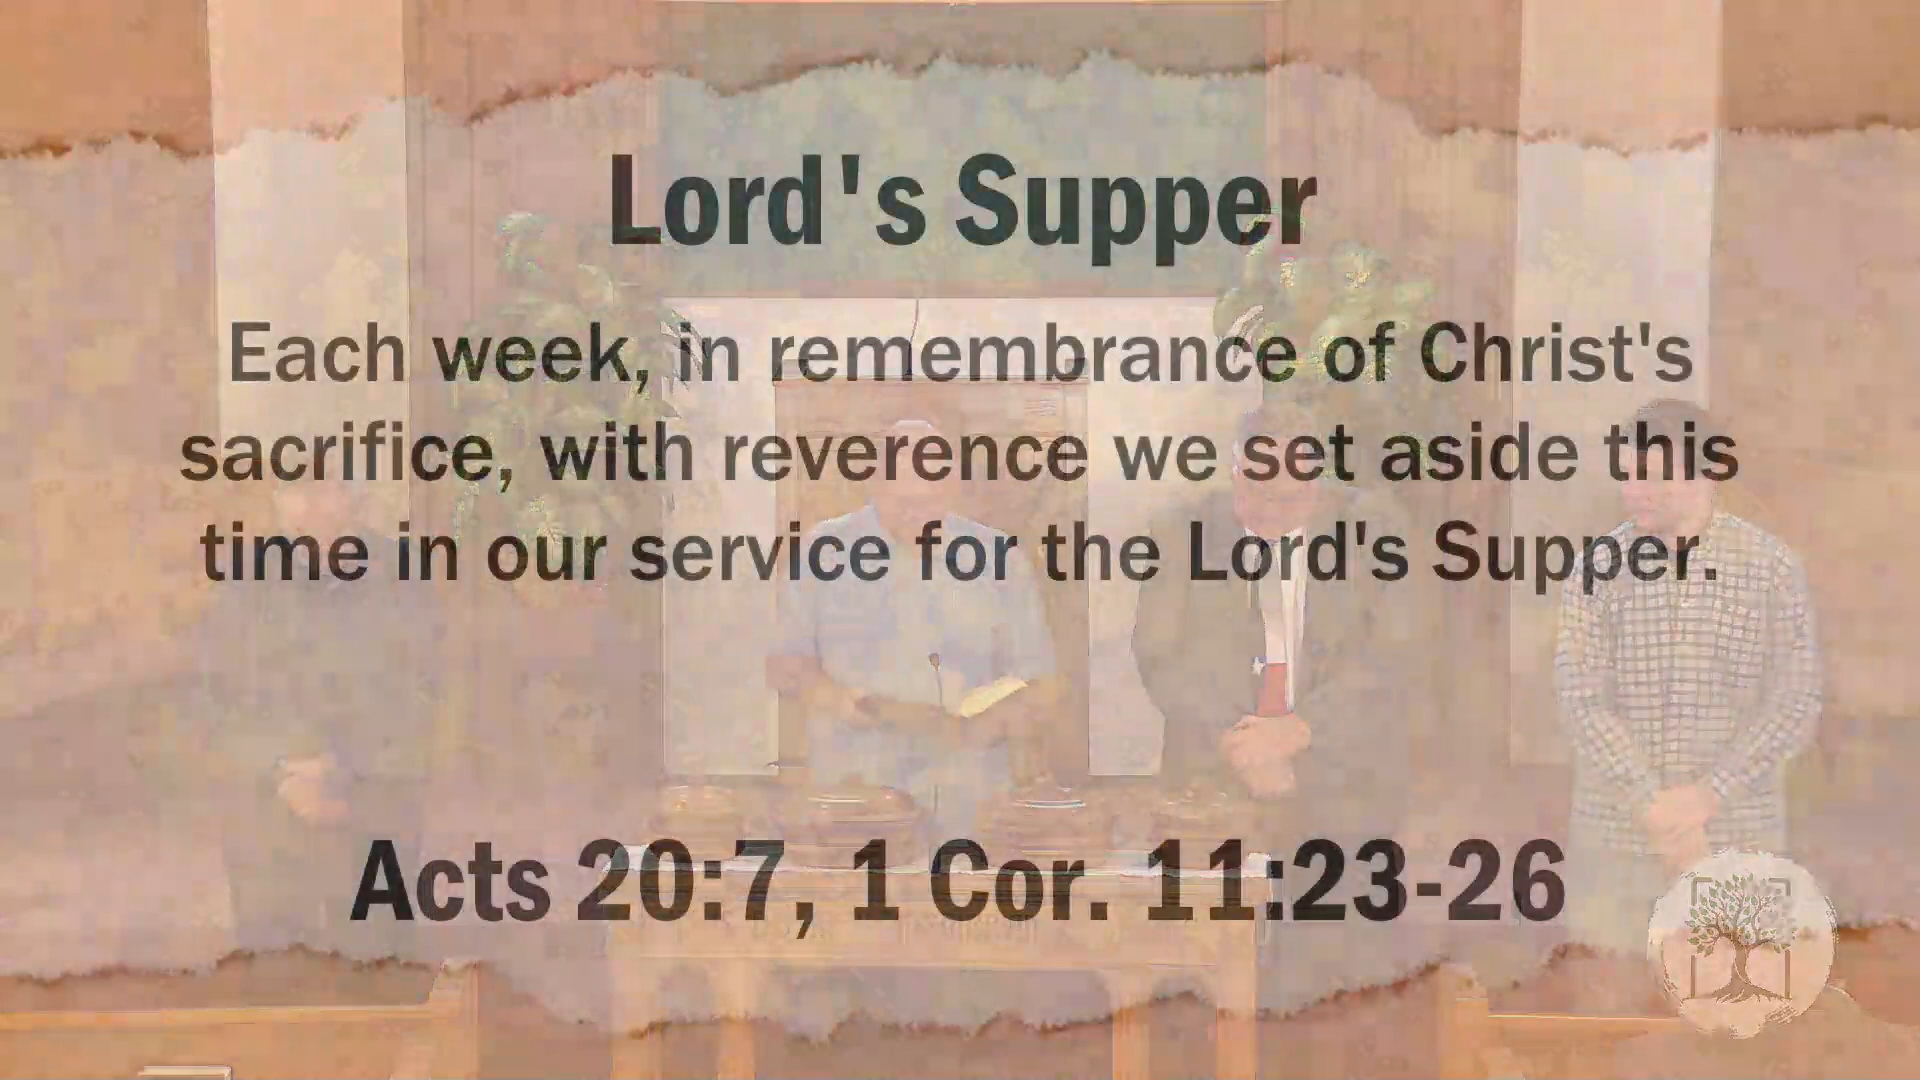 Lord's Supper
Each week, in remembrance of Christ's
sacrifice, with reverence we set aside this
time in our service for the Lord's Supper.
Acts 20:7, 1 Cor. 11:23-26